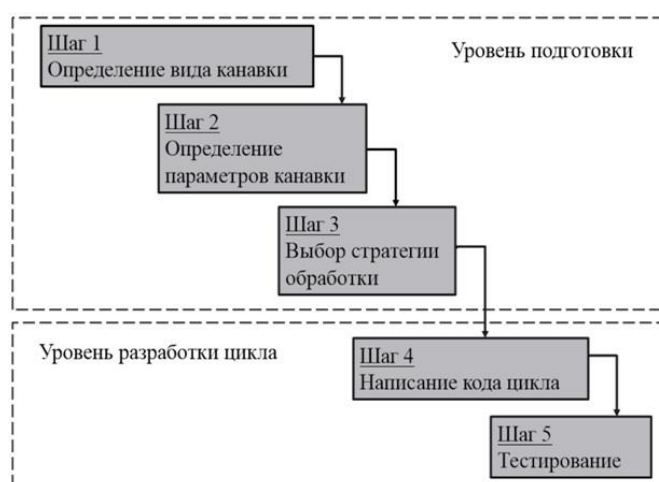 Шаг 1
Определение вида канавки
Уровень подготовки
Шаг 2
Определение
параметров канавки
Шаг 3
Выбор стратегии
обработки
Уровень разработки цикла
Шаг 4
Написание кода цикла
Шаг 5
Тестирование